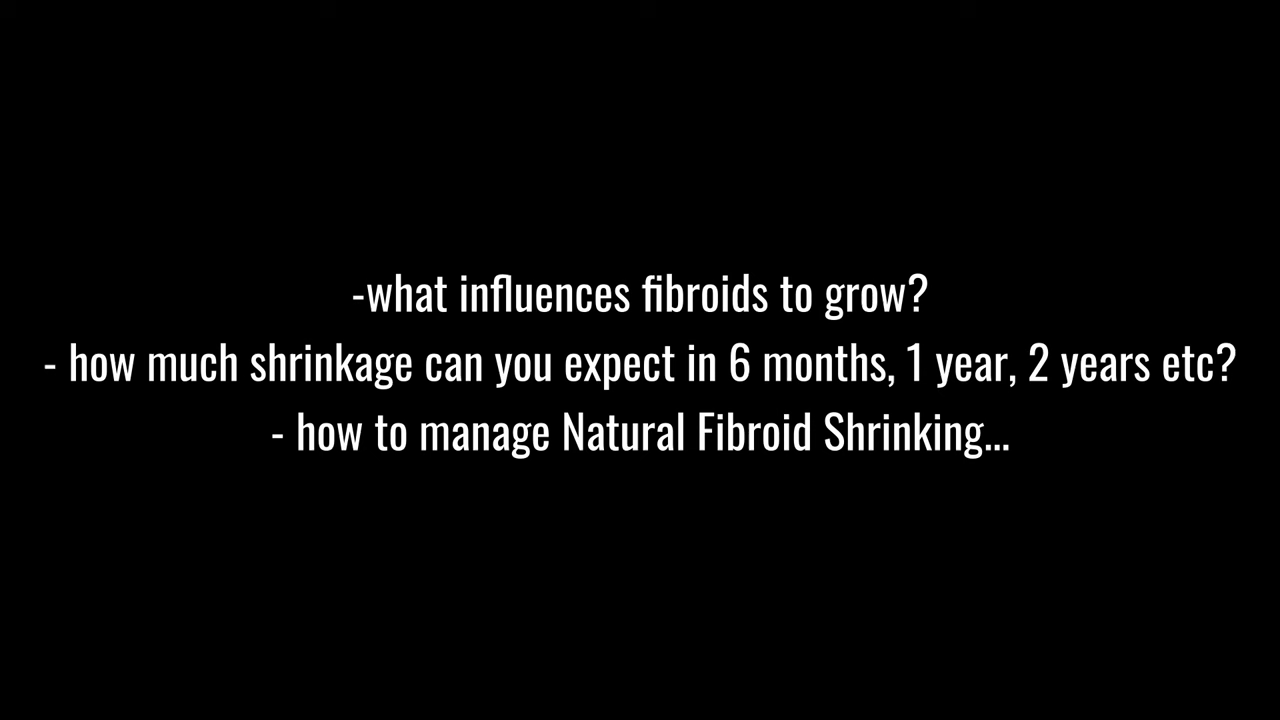 -what influences fibroids to grow?
- how much shrinkage can you expect in 6 months, 1 year, 2 years etc?
- how to manage Natural Fibroid Shrinking...